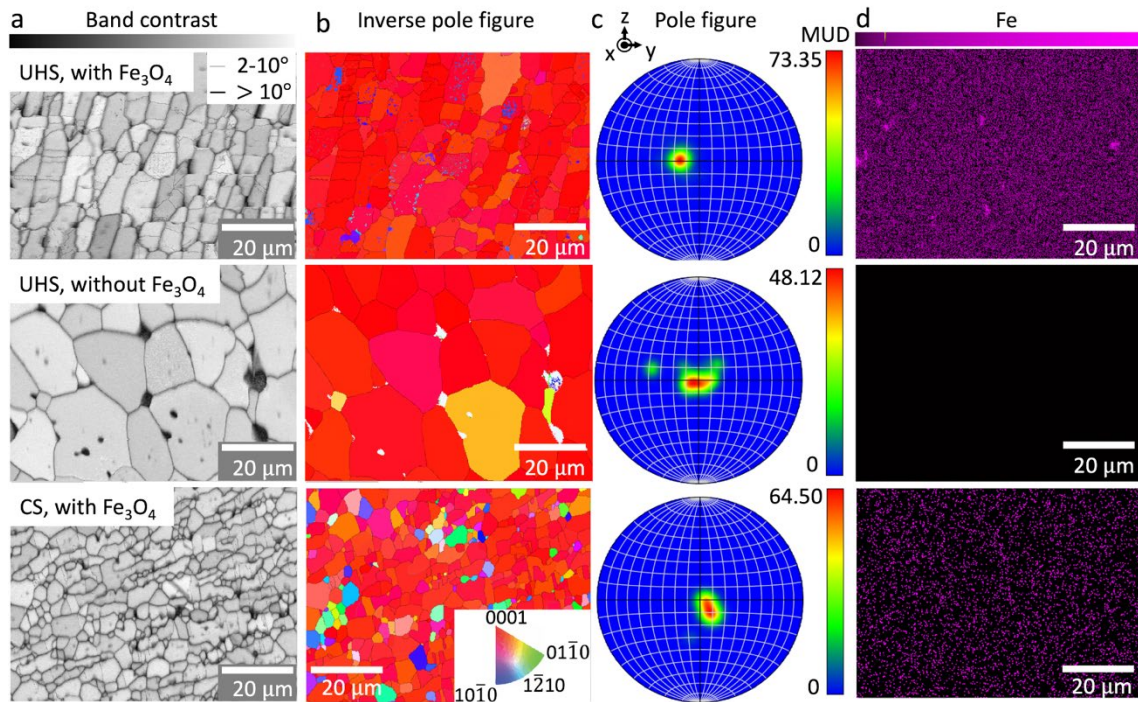 a Band contrast
b Inverse pole figure
c Pole figure
d Fe
z
x y
MUD
UHS, with Fe₃O₄
2-10°
> 10°
20 μm
20 μm
73.35
0
20 μm
UHS, without Fe₃O₄
20 μm
20 μm
48.12
0
20 μm
CS, with Fe₃O₄
20 μm
20 μm
0001
011̅0
1̅21̅0
101̅0
64.50
0
20 μm